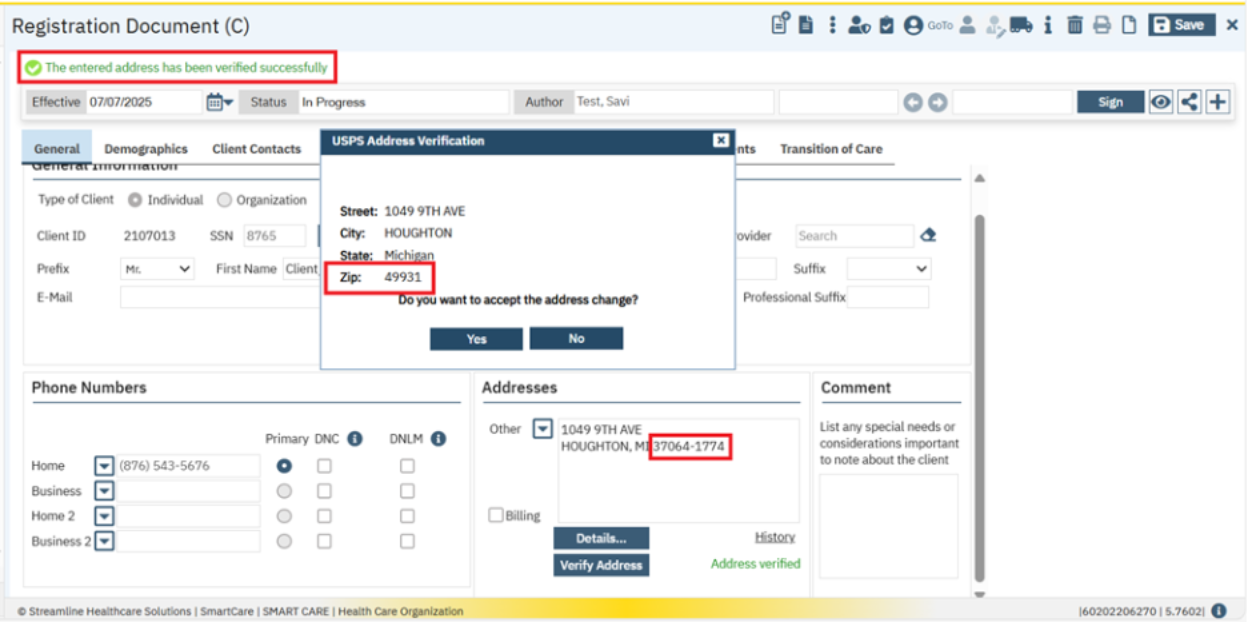 Registration Document (C)
GoTo
Save
The entered address has been verified successfully
Effective 07/07/2025 Status In Progress Author Test, Savi Sign
General Demographics Client Contacts nts Transition of Care
General Information
Type of Client Individual Organization
Client ID 2107013 SSN 8765 ovider Search
Prefix Mr. First Name Client Suffix
E-Mail Professional Suffix
USPS Address Verification
Street: 1049 9TH AVE
City: HOUGHTON
State: Michigan
Zip: 49931
Do you want to accept the address change?
Yes No
Phone Numbers
Primary DNC DNLM
Home (876) 543-5676
Business
Home 2
Business 2
Addresses
Other 1049 9TH AVE
HOUGHTON, MI 37064-1774
Billing
Details... History
Verify Address Address verified
Comment
List any special needs or
considerations important
to note about the client
© Streamline Healthcare Solutions | SmartCare | SMART CARE | Health Care Organization |60202206270 | 5.7602|